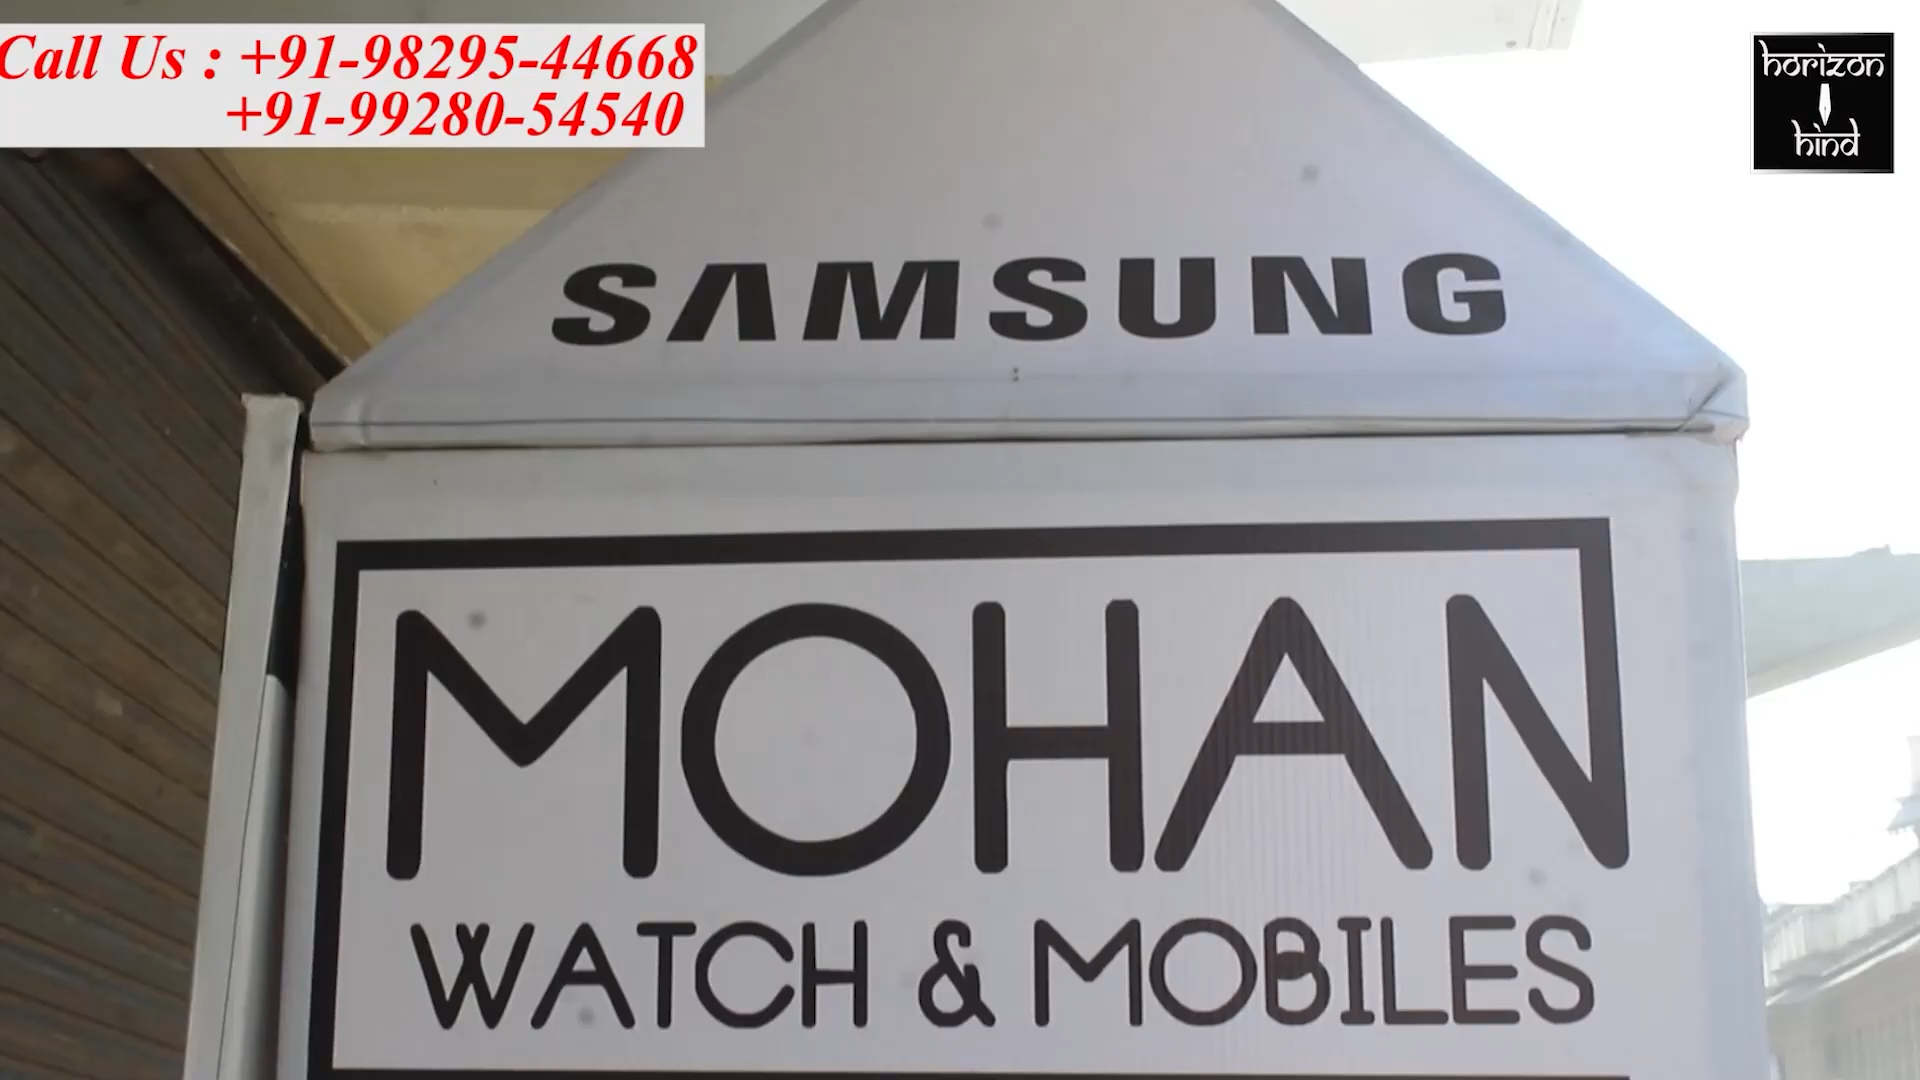 Call Us : +91-98295-44668
+91-99280-54540
horizon
hind
SAMSUNG
MOHAN
WATCH & MOBILES